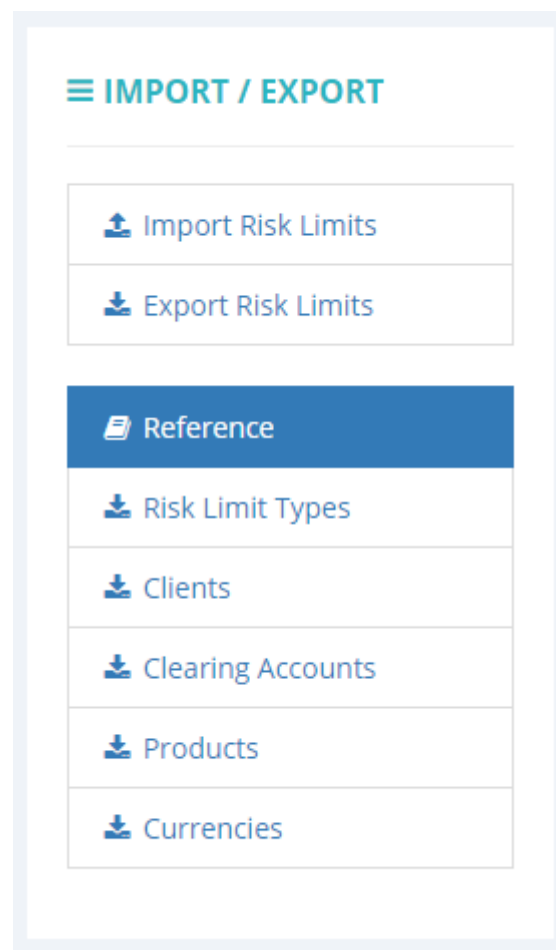 IMPORT / EXPORT
Import Risk Limits
Export Risk Limits
Reference
Risk Limit Types
Clients
Clearing Accounts
Products
Currencies